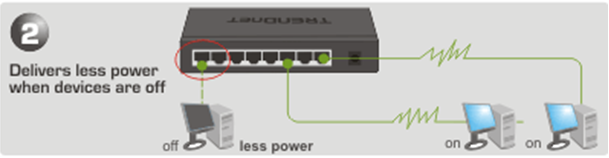 2
TRENDnet
Delivers less power
when devices are off
off
less power
on
on